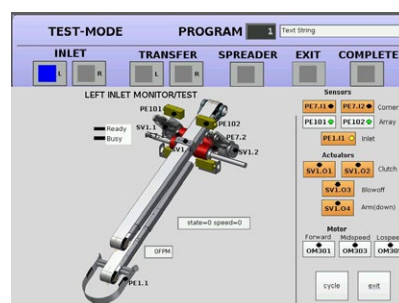 TEST-MODE PROGRAM 1 Text String
INLET TRANSFER SPREADER EXIT COMPLETE
L R L R
LEFT INLET MONITOR/TEST
Sensors
PE101
PE7.I1 PE7.I2 Corner
PE102
PE101 PE102 Array
Ready
SV1.1
Busy
PE7.2
PE1.I1 Inlet
SV1.2
Actuators
SV1.O1 SV1.O2 Clutch
SV1.O3 Blowoff
SV1.O4 Arm(down)
state=0 speed=0
Motor
Forward Midspeed Lospee
0FPM
OM301 OM303 OM305
PE1.1
cycle exit